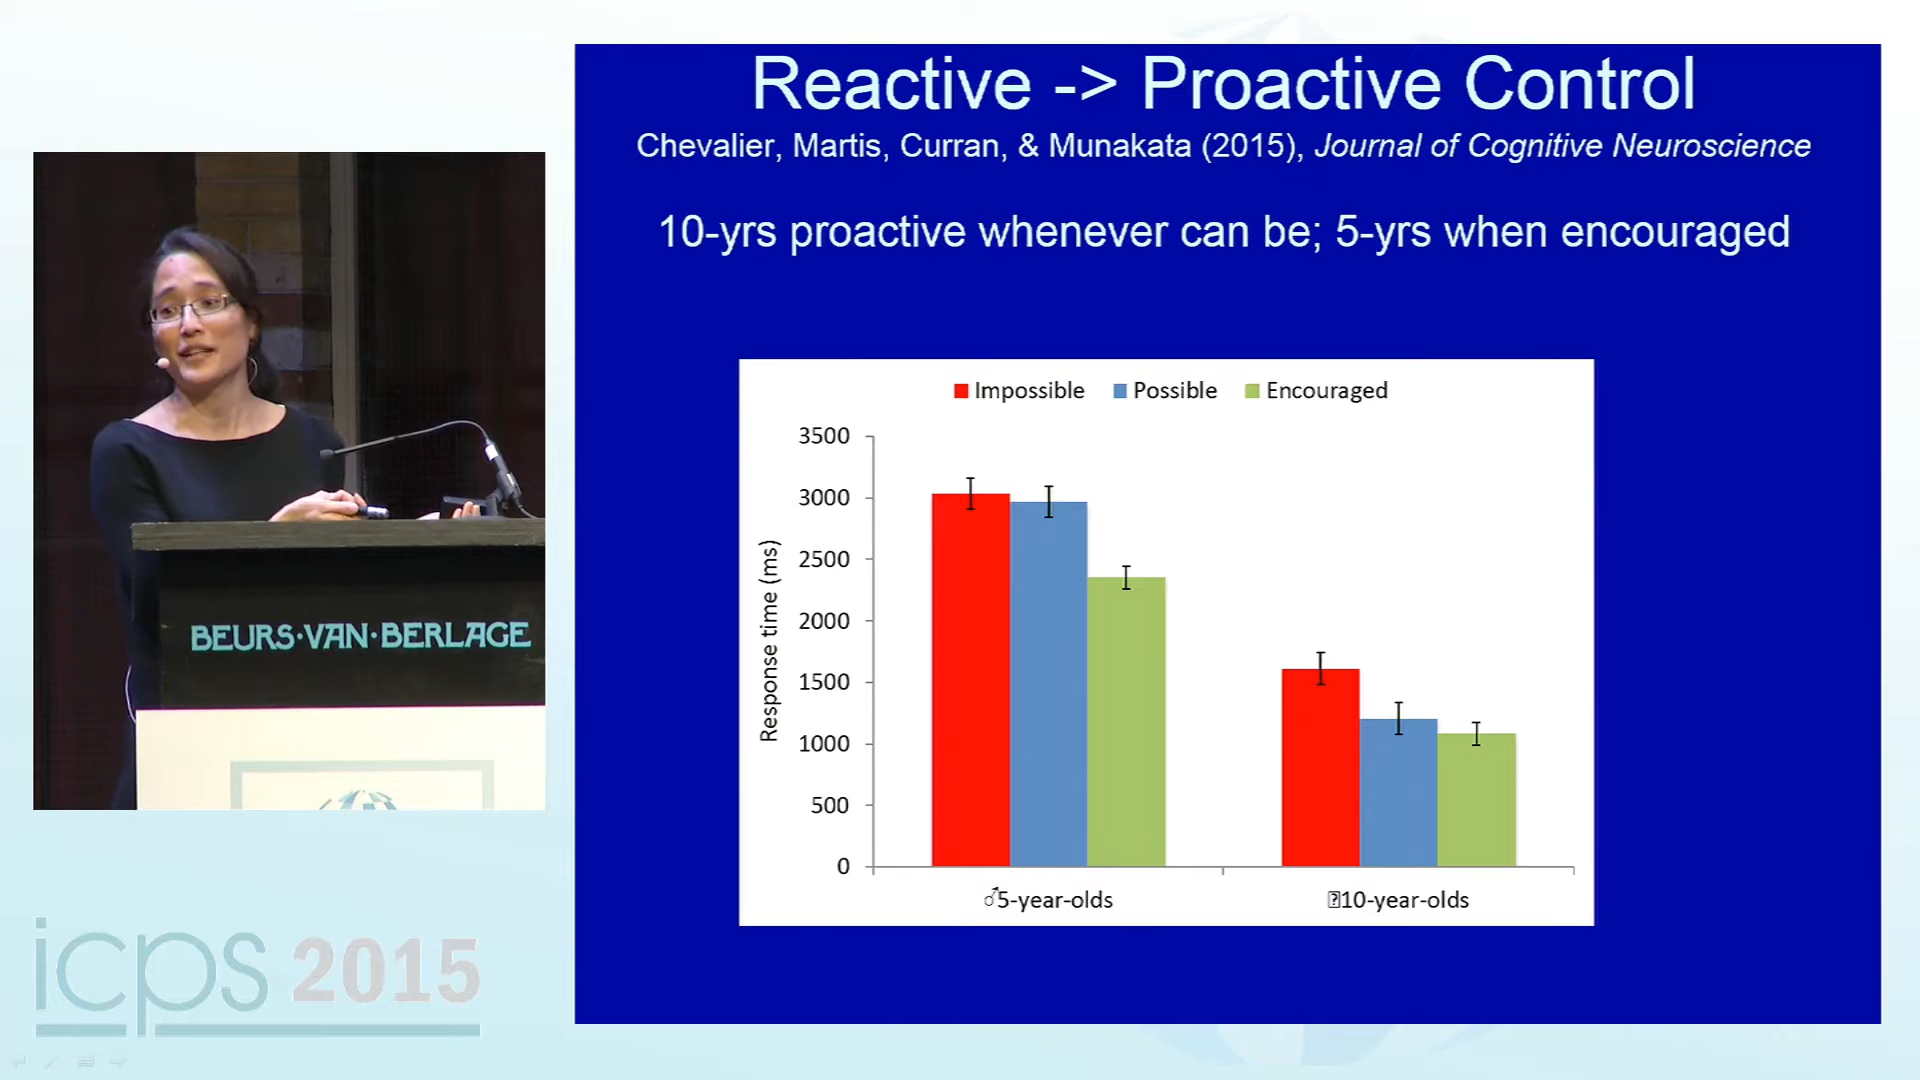 Reactive -> Proactive Control
Chevalier, Martis, Curran, & Munakata (2015), Journal of Cognitive Neuroscience
10-yrs proactive whenever can be; 5-yrs when encouraged
Impossible Possible Encouraged
3500
3000
2500
2000
1500
1000
500
0
Response time (ms)
♂5-year-olds
10-year-olds
BEURS·VAN·BERLAGE
icps 2015